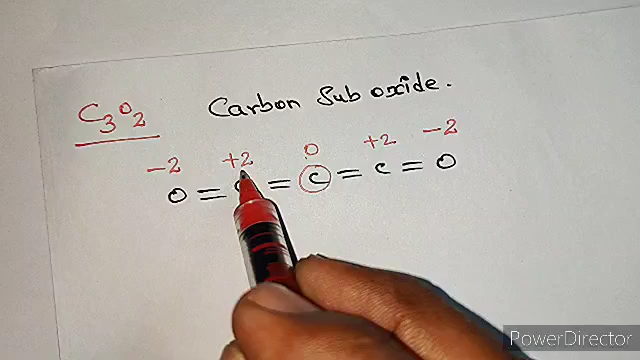 C3O2 Carbon Sub oxide.
-2 +2 0 +2 -2
O = C = C = C = O
PowerDirector